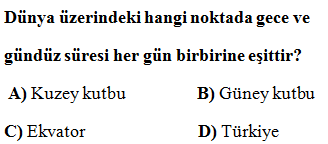 Dünya üzerindeki hangi noktada gece ve
gündüz süresi her gün birbirine eşittir?
A) Kuzey kutbu B) Güney kutbu
C) Ekvator D) Türkiye